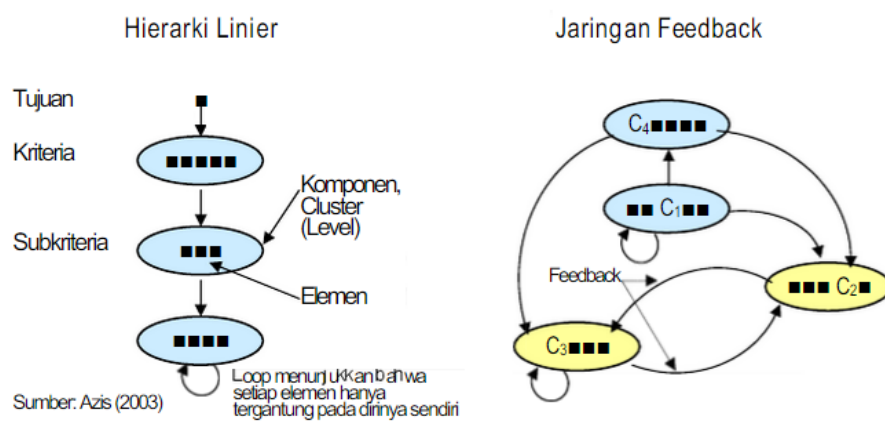 Hierarki Linier
Tujuan
Kriteria
Komponen,
Cluster
(Level)
Subkriteria
Elemen
Loop menunjukkan bahwa
setiap elemen hanya
tergantung pada dirinya sendiri
Sumber: Azis (2003)
Jaringan Feedback
C4
C1
Feedback
C2
C3